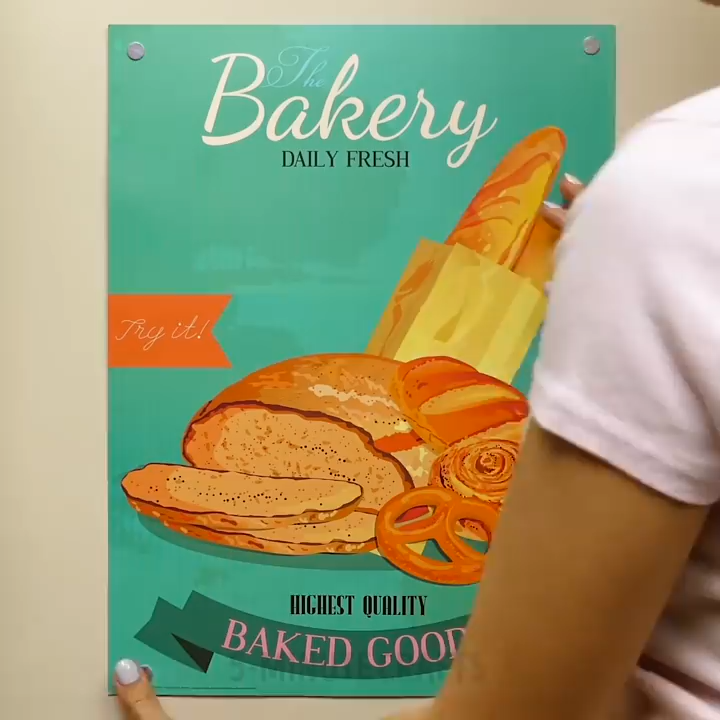 The
Bakery
DAILY FRESH
Try it!
HIGHEST QUALITY
BAKED GOOD